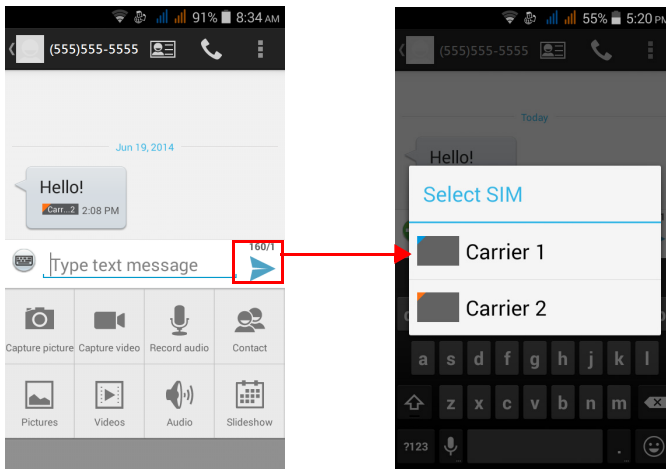 91% 8:34 AM
(555)555-5555
Jun 19, 2014
Hello!
Carr...2 2:08 PM
160/1
Type text message
Capture picture Capture video Record audio Contact
Pictures Videos Audio Slideshow
55% 5:20 PM
(555)555-5555
Today
Hello!
Select SIM
Carrier 1
Carrier 2
a s d f g h j k l
z x c v b n m
?123 .